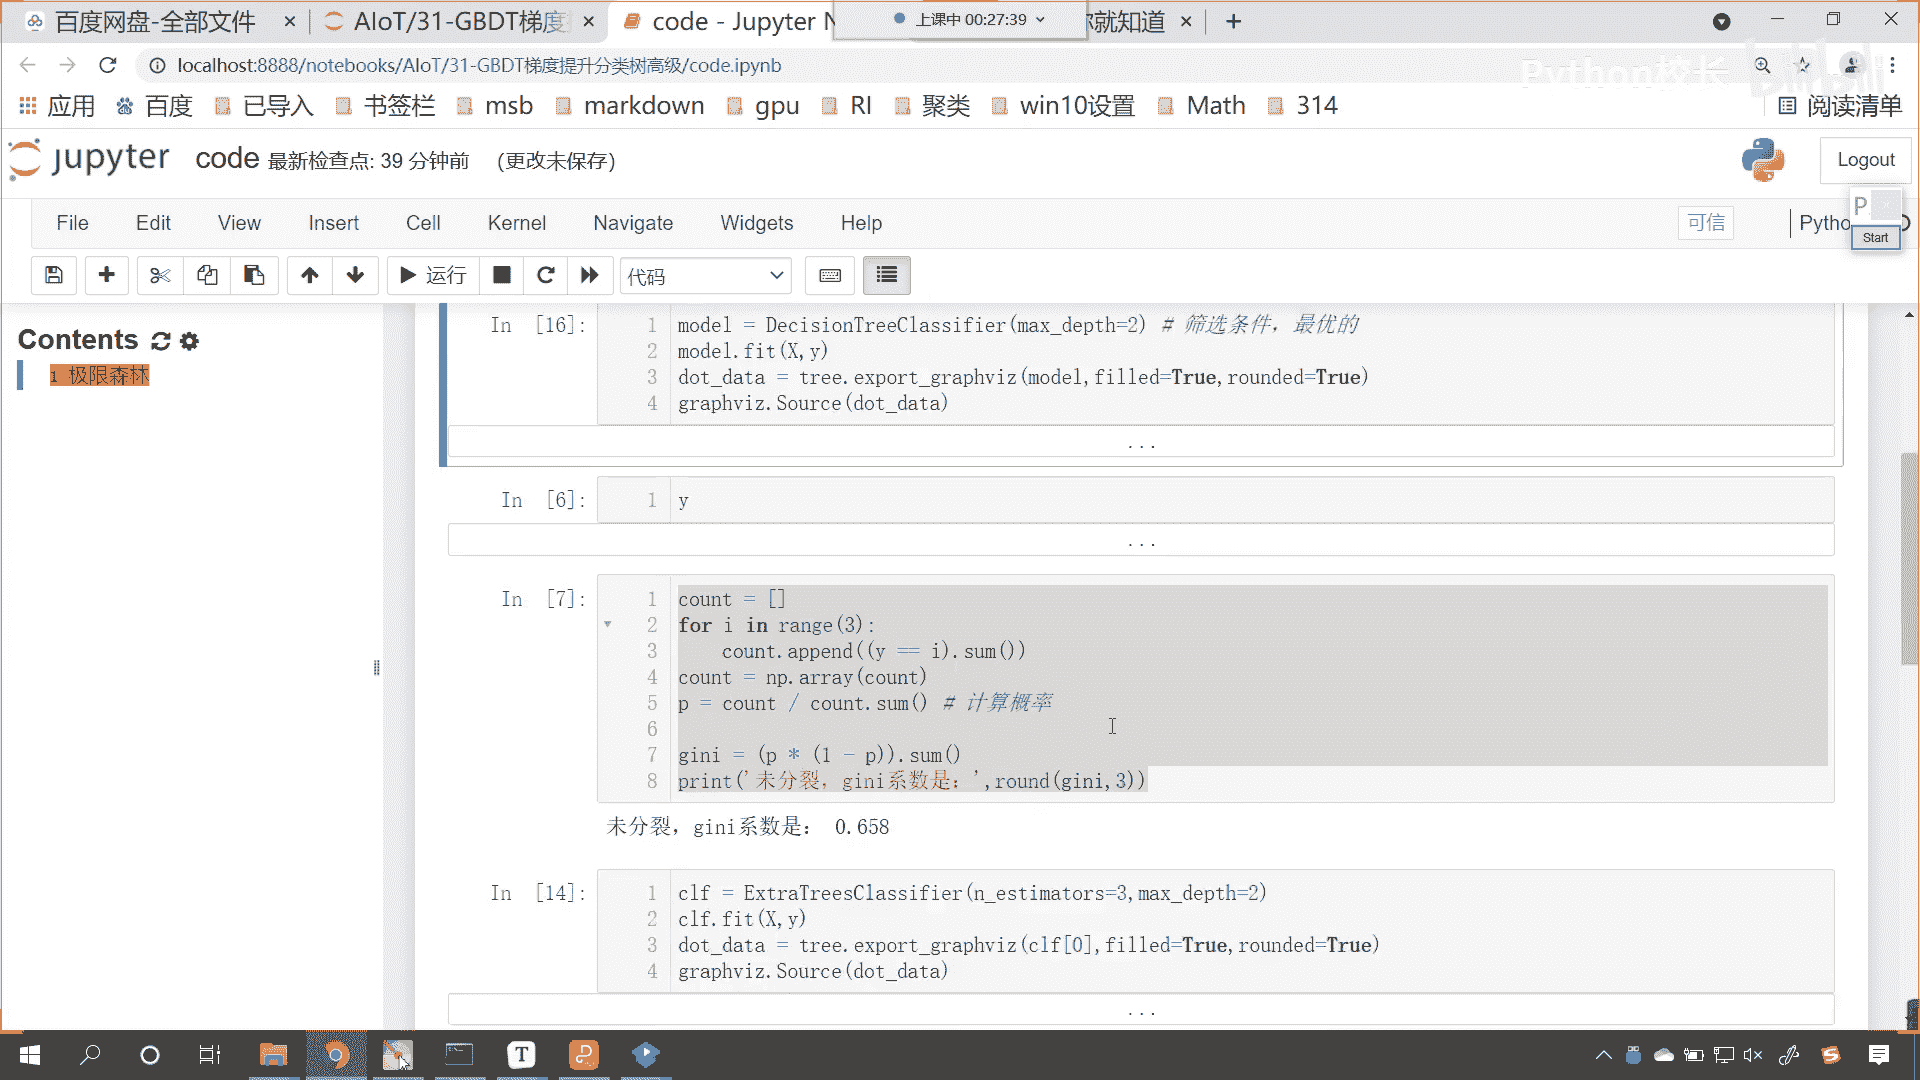 百度网盘-全部文件
AIoT/31-GBDT梯度
code - Jupyter N
上课中 00:27:39
就知道
localhost:8888/notebooks/AIoT/31-GBDT梯度提升分类树高级/code.ipynb
Python校长
bilibili
应用 百度 已导入 书签栏 msb markdown gpu RI 聚类 win10设置 Math 314 阅读清单
jupyter code 最新检查点: 39 分钟前 (更改未保存)
Logout
File Edit View Insert Cell Kernel Navigate Widgets Help
可信
Pytho
P
Start
运行
代码
Contents
1 极限森林
In [16]:
1 model = DecisionTreeClassifier(max_depth=2) # 筛选条件，最优的
2 model.fit(X,y)
3 dot_data = tree.export_graphviz(model,filled=True,rounded=True)
4 graphviz.Source(dot_data)
...
In [6]:
1 y
...
In [7]:
1 count = []
2 for i in range(3):
3 count.append((y == i).sum())
4 count = np.array(count)
5 p = count / count.sum() # 计算概率
6
7 gini = (p * (1 - p)).sum()
8 print('未分裂，gini系数是：',round(gini,3))
未分裂，gini系数是： 0.658
In [14]:
1 clf = ExtraTreesClassifier(n_estimators=3,max_depth=2)
2 clf.fit(X,y)
3 dot_data = tree.export_graphviz(clf[0],filled=True,rounded=True)
4 graphviz.Source(dot_data)
...